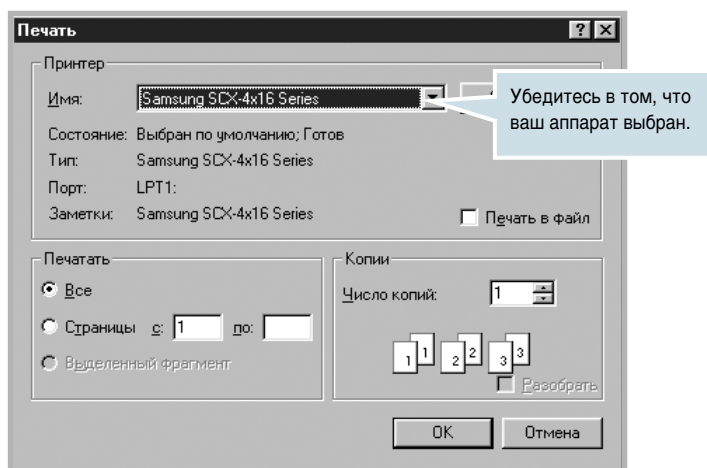 Печать
Принтер
Имя: Samsung SCX-4x16 Series
Убедитесь в том, что
ваш аппарат выбран.
Состояние: Выбран по умолчанию; Готов
Тип: Samsung SCX-4x16 Series
Порт: LPT1:
Заметки: Samsung SCX-4x16 Series
Печать в файл
Печатать
Все
Страницы с: 1 по:
Выделенный фрагмент
Копии
Число копий: 1
1 1 2 2 3 3
Разобрать
OK
Отмена